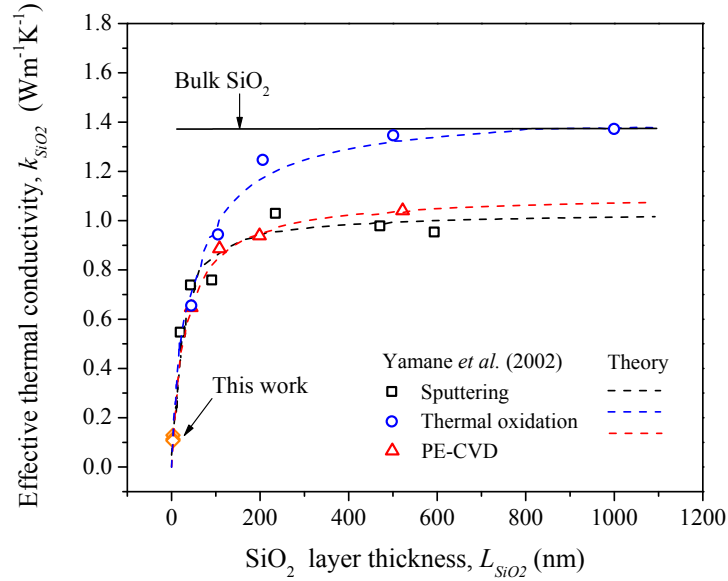 Effective thermal conductivity, k_SiO2 (Wm⁻¹K⁻¹)
1.8
1.6
1.4
1.2
1.0
0.8
0.6
0.4
0.2
0.0
Bulk SiO₂
This work
Yamane et al. (2002) Theory
Sputtering
Thermal oxidation
PE-CVD
0 200 400 600 800 1000 1200
SiO₂ layer thickness, L_SiO2 (nm)